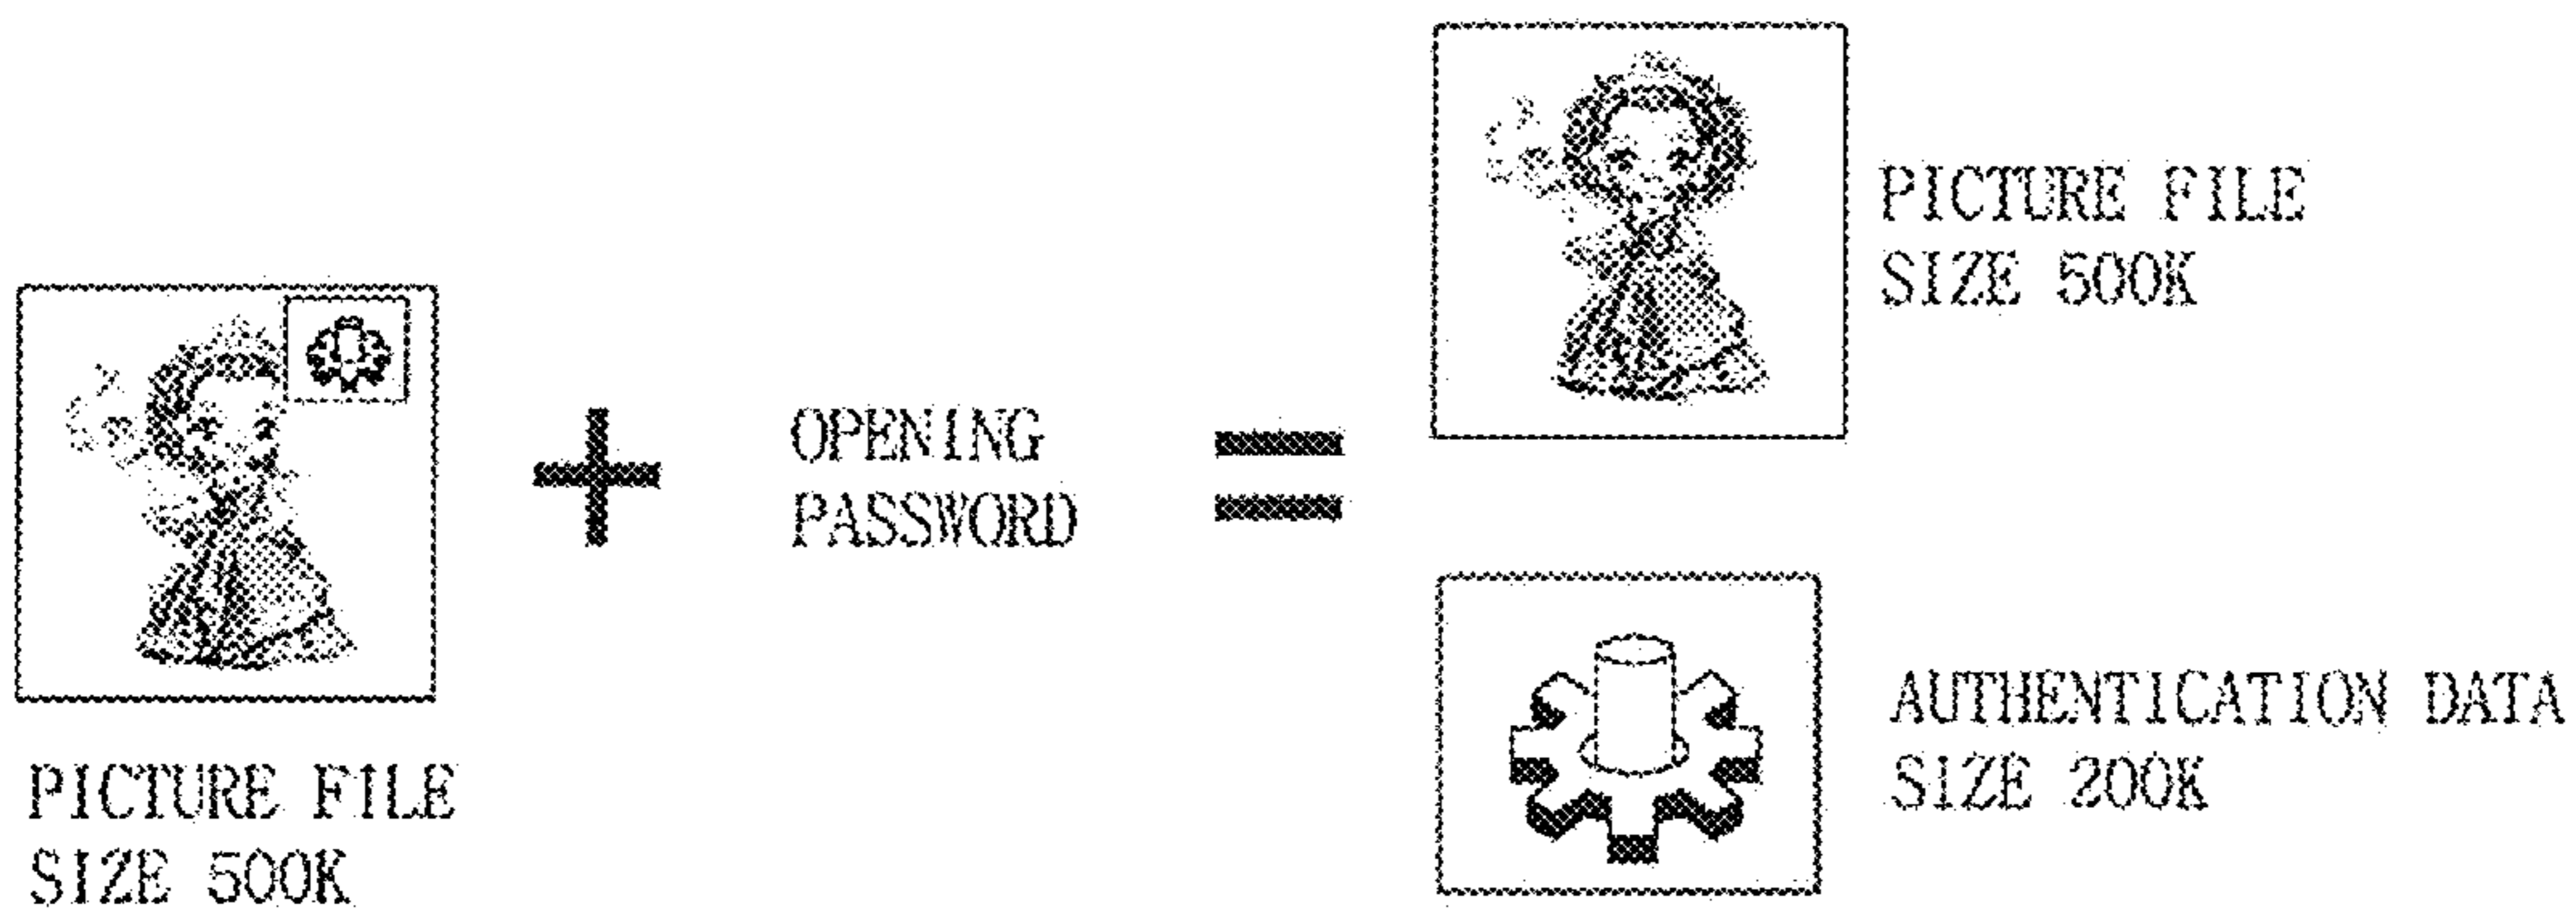 PICTURE FILE
SIZE 500K
OPENING
PASSWORD
PICTURE FILE
SIZE 500K
AUTHENTICATION DATA
SIZE 200K